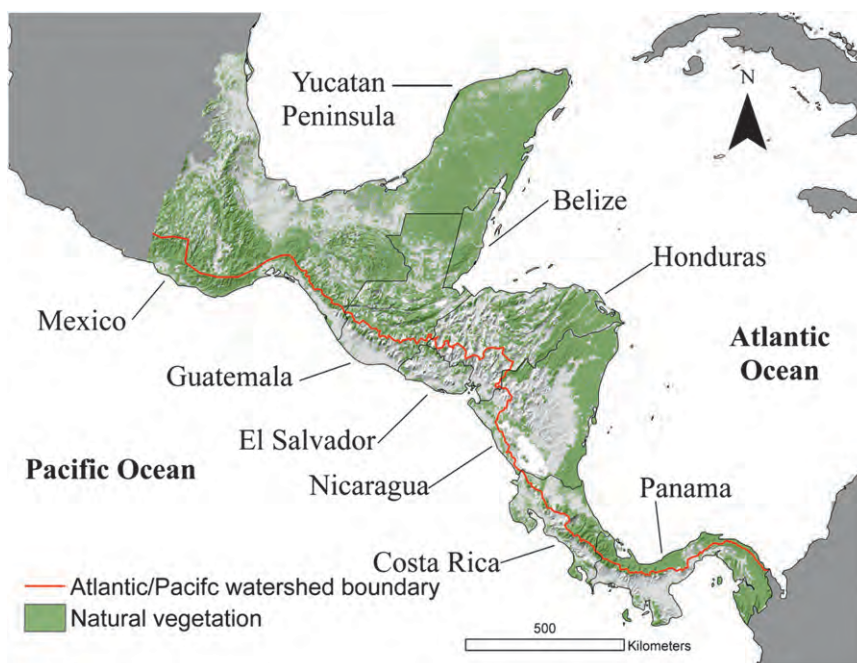 Yucatan
Peninsula
N
Belize
Honduras
Mexico
Atlantic
Ocean
Guatemala
El Salvador
Pacific Ocean
Nicaragua
Panama
Costa Rica
Atlantic/Pacifc watershed boundary
Natural vegetation
500
Kilometers